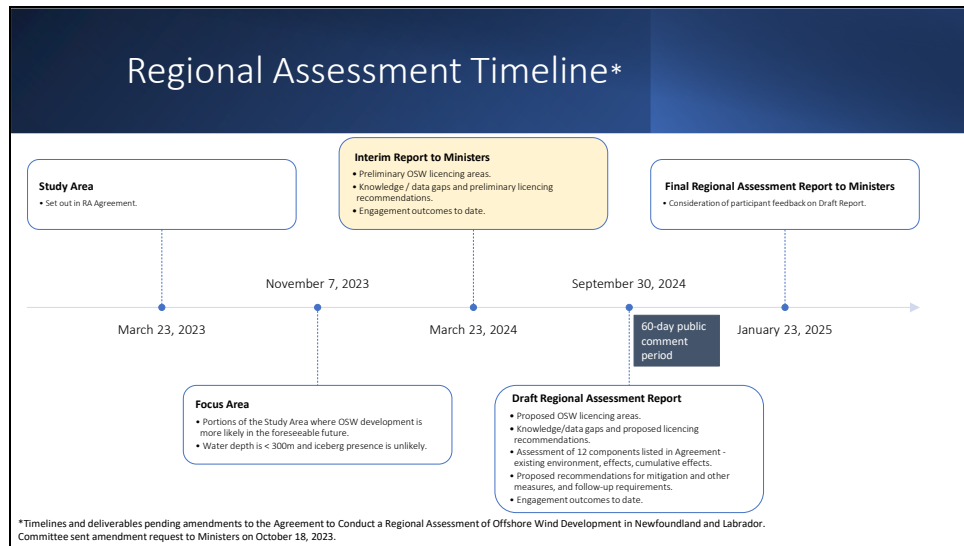 Regional Assessment Timeline*
Study Area
• Set out in RA Agreement.
Interim Report to Ministers
• Preliminary OSW licencing areas.
• Knowledge / data gaps and preliminary licencing
recommendations.
• Engagement outcomes to date.
Final Regional Assessment Report to Ministers
• Consideration of participant feedback on Draft Report.
November 7, 2023
September 30, 2024
March 23, 2023
March 23, 2024
60-day public
comment
period
January 23, 2025
Focus Area
• Portions of the Study Area where OSW development is
more likely in the foreseeable future.
• Water depth is < 300m and iceberg presence is unlikely.
Draft Regional Assessment Report
• Proposed OSW licencing areas.
• Knowledge/data gaps and proposed licencing
recommendations.
• Assessment of 12 components listed in Agreement -
existing environment, effects, cumulative effects.
• Proposed recommendations for mitigation and other
measures, and follow-up requirements.
• Engagement outcomes to date.
*Timelines and deliverables pending amendments to the Agreement to Conduct a Regional Assessment of Offshore Wind Development in Newfoundland and Labrador.
Committee sent amendment request to Ministers on October 18, 2023.